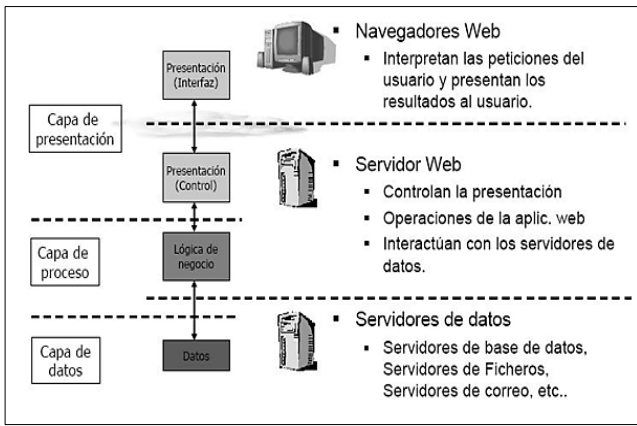 Capa de
presentación
Capa de
proceso
Capa de
datos
Presentación
(Interfaz)
Presentación
(Control)
Lógica de
negocio
Datos
▪ Navegadores Web
▪ Interpretan las peticiones del
usuario y presentan los
resultados al usuario.
▪ Servidor Web
▪ Controlan la presentación
▪ Operaciones de la aplic. web
▪ Interactúan con los servidores de
datos.
▪ Servidores de datos
▪ Servidores de base de datos,
Servidores de Ficheros,
Servidores de correo, etc..